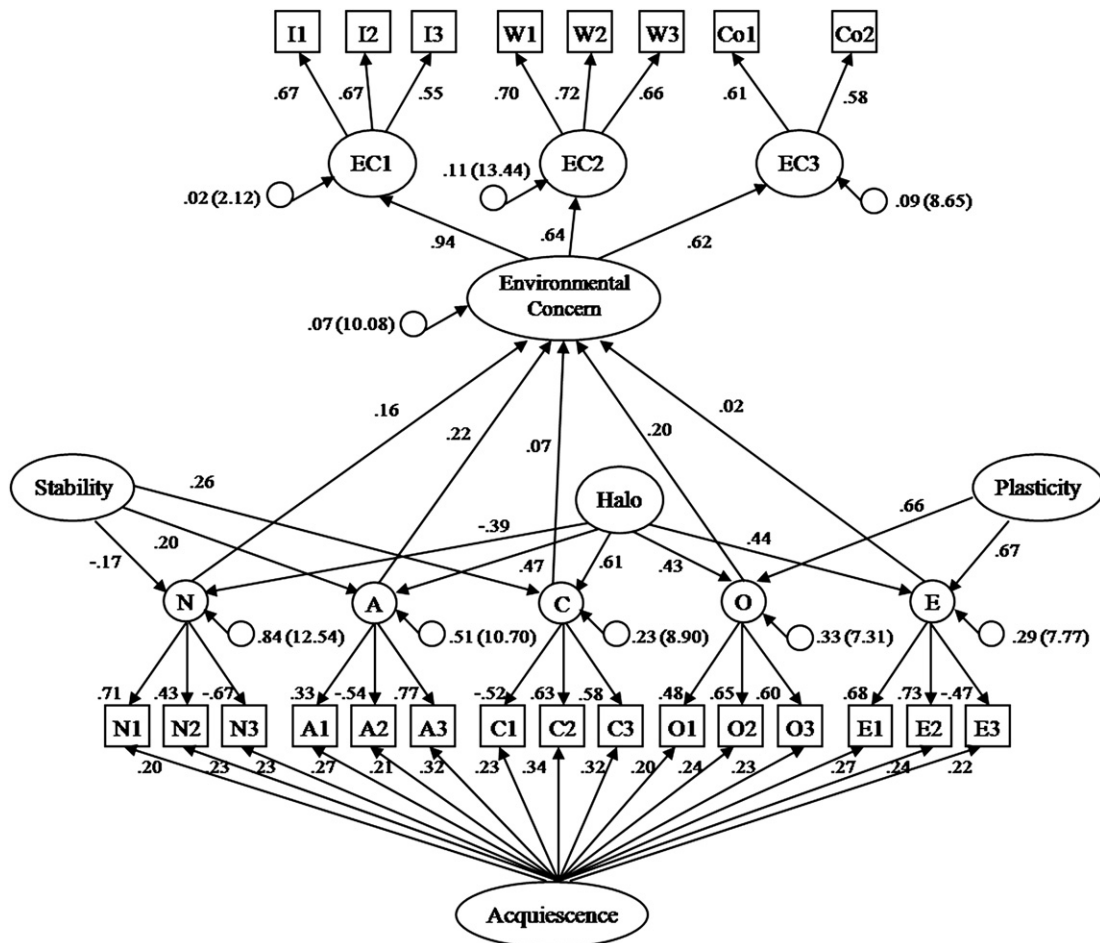 I1 I2 I3 W1 W2 W3 Co1 Co2
.67 .67 .55 .70 .72 .66 .61 .58
EC1 EC2 EC3
.02 (2.12) .11 (13.44) .09 (8.65)
.94 .64 .62
Environmental
Concern
.07 (10.08)
.16 .22 .07 .20 .02
Stability Halo Plasticity
.26 -.39 .66
-.17 .20 .47 .61 .43 .44 .67
N A C O E
.84 (12.54) .51 (10.70) .23 (8.90) .33 (7.31) .29 (7.77)
.71 .43 -.67 .33 -.54 .77 -.52 .63 .58 .48 .65 .60 .68 .73 -.47
N1 N2 N3 A1 A2 A3 C1 C2 C3 O1 O2 O3 E1 E2 E3
.20 .23 .23 .27 .21 .32 .23 .34 .32 .20 .24 .23 .27 .24 .22
Acquiescence